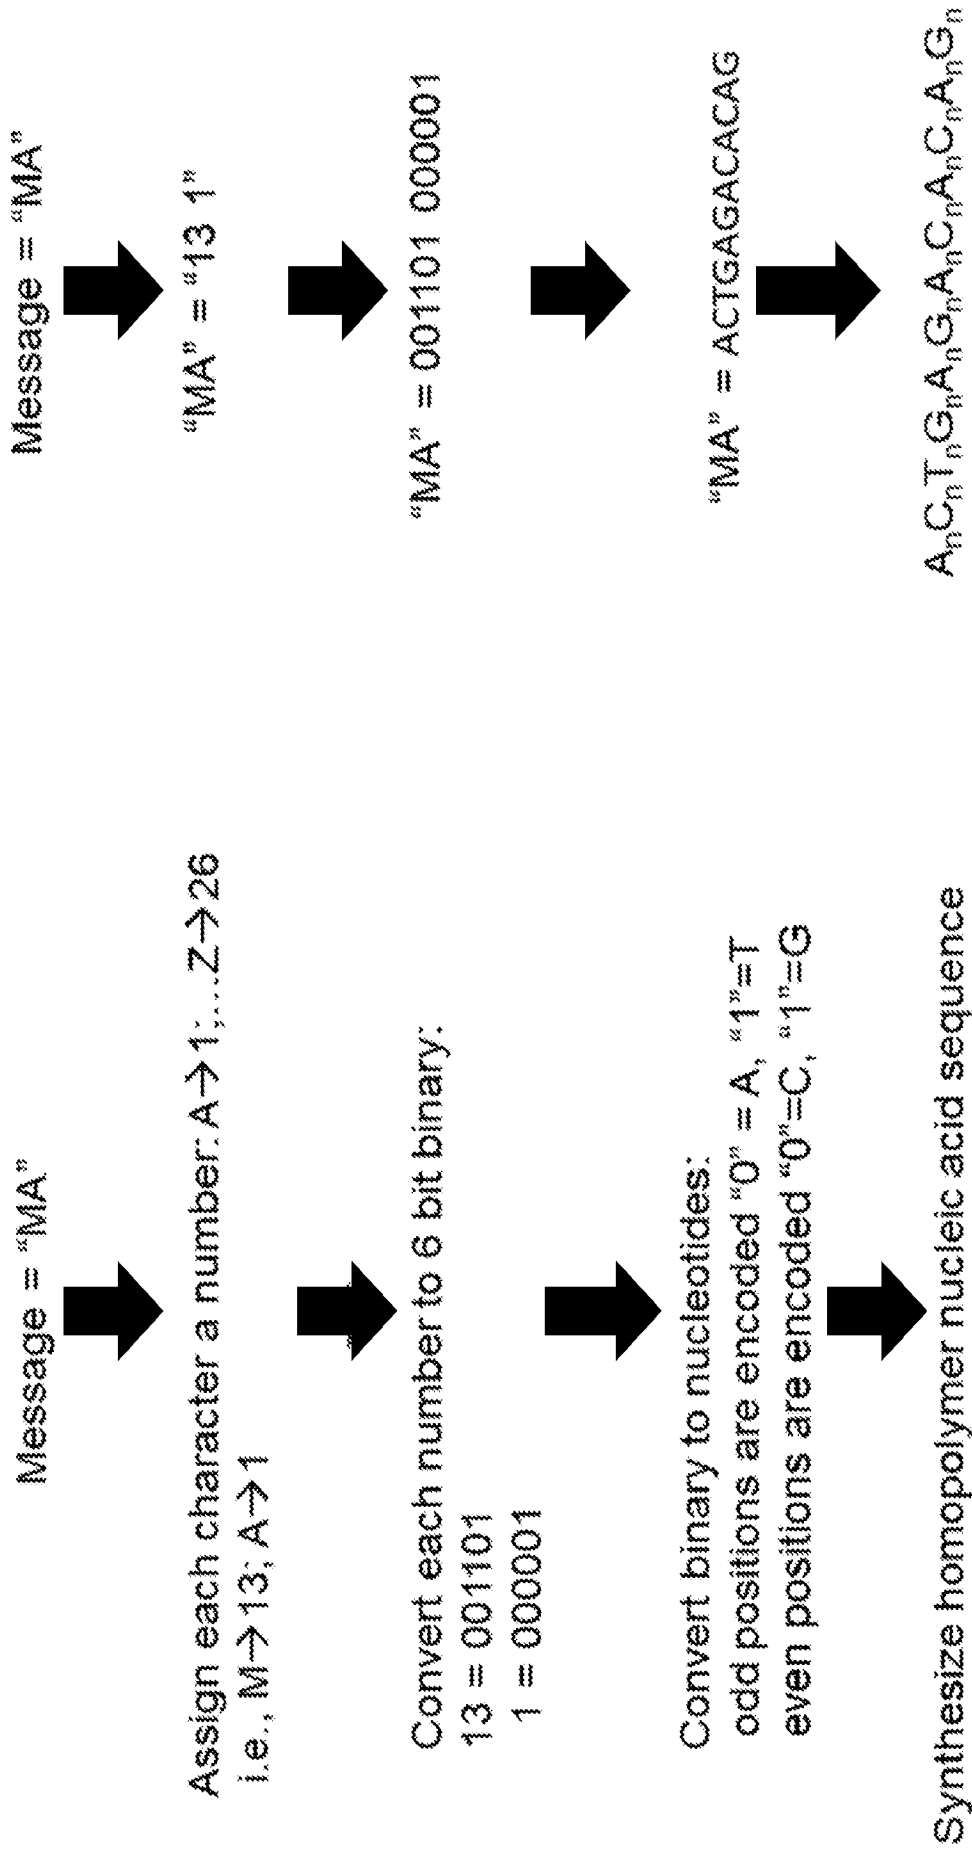 Message = “MA”
Assign each character a number: A→1;…Z→26
i.e., M→13; A→1
Convert each number to 6 bit binary:
13 = 001101
1 = 000001
Convert binary to nucleotides:
odd positions are encoded “0” = A, “1”=T
even positions are encoded “0”=C, “1”=G
Synthesize homopolymer nucleic acid sequence
Message = “MA”
“MA” = “13 1”
“MA” = 001101 000001
“MA” = ACTGAGACACAG
AₙCₙTₙGₙAₙGₙAₙCₙAₙCₙAₙGₙ